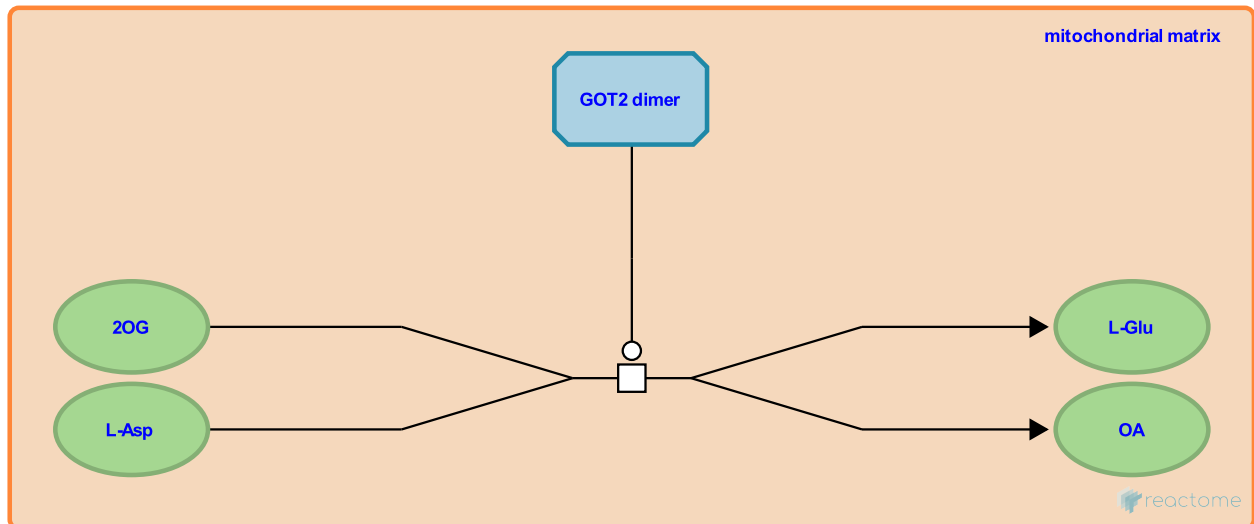 mitochondrial matrix
GOT2 dimer
2OG
L-Glu
L-Asp
OA
reactome